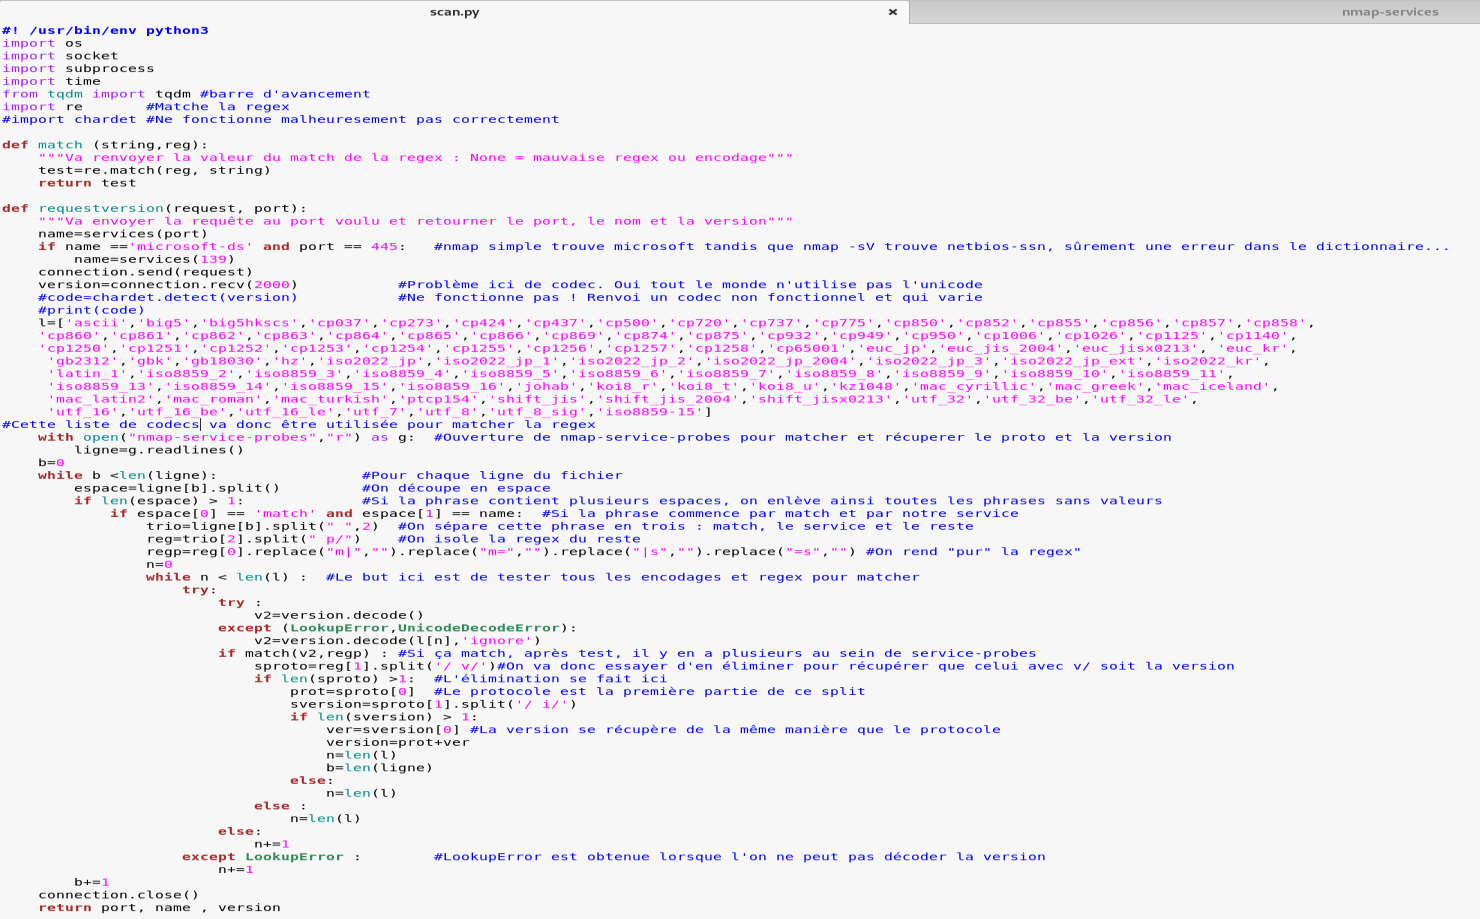 scan.py × nmap-services
#! /usr/bin/env python3
import os
import socket
import subprocess
import time
from tqdm import tqdm #barre d'avancement
import re       #Matche la regex
#import chardet #Ne fonctionne malheuresement pas correctement
def match (string,reg):
    """Va renvoyer la valeur du match de la regex : None = mauvaise regex ou encodage"""
    test=re.match(reg, string)
    return test
def requestversion(request, port):
    """Va envoyer la requête au port voulu et retourner le port, le nom et la version"""
    name=services(port)
    if name =='microsoft-ds' and port == 445:   #nmap simple trouve microsoft tandis que nmap -sV trouve netbios-ssn, sûrement une erreur dans le dictionnaire...
        name=services(139)
    connection.send(request)
    version=connection.recv(2000)           #Problème ici de codec. Oui tout le monde n'utilise pas l'unicode
    #code=chardet.detect(version)           #Ne fonctionne pas ! Renvoi un codec non fonctionnel et qui varie
    #print(code)
    l=['ascii','big5','big5hkscs','cp037','cp273','cp424','cp437','cp500','cp720','cp737','cp775','cp850','cp852','cp855','cp856','cp857','cp858',
    'cp860','cp861','cp862','cp863','cp864','cp865','cp866','cp869','cp874','cp875','cp932','cp949','cp950','cp1006','cp1026','cp1125','cp1140',
    'cp1250','cp1251','cp1252','cp1253','cp1254','cp1255','cp1256','cp1257','cp1258','cp65001','euc_jp','euc_jis_2004','euc_jisx0213','euc_kr',
     'gb2312','gbk','gb18030','hz','iso2022_jp','iso2022_jp_1','iso2022_jp_2','iso2022_jp_2004','iso2022_jp_3','iso2022_jp_ext','iso2022_kr',
     'latin_1','iso8859_2','iso8859_3','iso8859_4','iso8859_5','iso8859_6','iso8859_7','iso8859_8','iso8859_9','iso8859_10','iso8859_11',
     'iso8859_13','iso8859_14','iso8859_15','iso8859_16','johab','koi8_r','koi8_t','koi8_u','kz1048','mac_cyrillic','mac_greek','mac_iceland',
     'mac_latin2','mac_roman','mac_turkish','ptcp154','shift_jis','shift_jis_2004','shift_jisx0213','utf_32','utf_32_be','utf_32_le',
     'utf_16','utf_16_be','utf_16_le','utf_7','utf_8','utf_8_sig','iso8859-15']
#Cette liste de codecs va donc être utilisée pour matcher la regex
    with open("nmap-service-probes","r") as g:  #Ouverture de nmap-service-probes pour matcher et récuperer le proto et la version
        ligne=g.readlines()
    b=0
    while b <len(ligne):                #Pour chaque ligne du fichier
        espace=ligne[b].split()         #On découpe en espace
        if len(espace) > 1:             #Si la phrase contient plusieurs espaces, on enlève ainsi toutes les phrases sans valeurs
            if espace[0] == 'match' and espace[1] == name:  #Si la phrase commence par match et par notre service
                trio=ligne[b].split(" ",2)  #On sépare cette phrase en trois : match, le service et le reste
                reg=trio[2].split(" p/")    #On isole la regex du reste
                regp=reg[0].replace("m|","").replace("m=","").replace("|s","").replace("=s","") #On rend "pur" la regex"
                n=0
                while n < len(l) :  #Le but ici est de tester tous les encodages et regex pour matcher
                    try:
                        try :
                            v2=version.decode()
                        except (LookupError,UnicodeDecodeError):
                            v2=version.decode(l[n],'ignore')
                        if match(v2,regp) : #Si ça match, après test, il y en a plusieurs au sein de service-probes
                            sproto=reg[1].split('/ v/')#On va donc essayer d'en éliminer pour récupérer que celui avec v/ soit la version
                            if len(sproto) >1:  #L'élimination se fait ici
                                prot=sproto[0]  #Le protocole est la première partie de ce split
                                sversion=sproto[1].split('/ i/')
                                if len(sversion) > 1:
                                    ver=sversion[0] #La version se récupère de la même manière que le protocole
                                    version=prot+ver
                                    n=len(l)
                                    b=len(ligne)
                                else:
                                    n=len(l)
                            else :
                                n=len(l)
                        else:
                            n+=1
                    except LookupError :        #LookupError est obtenue lorsque l'on ne peut pas décoder la version
                        n+=1
        b+=1
    connection.close()
    return port, name , version